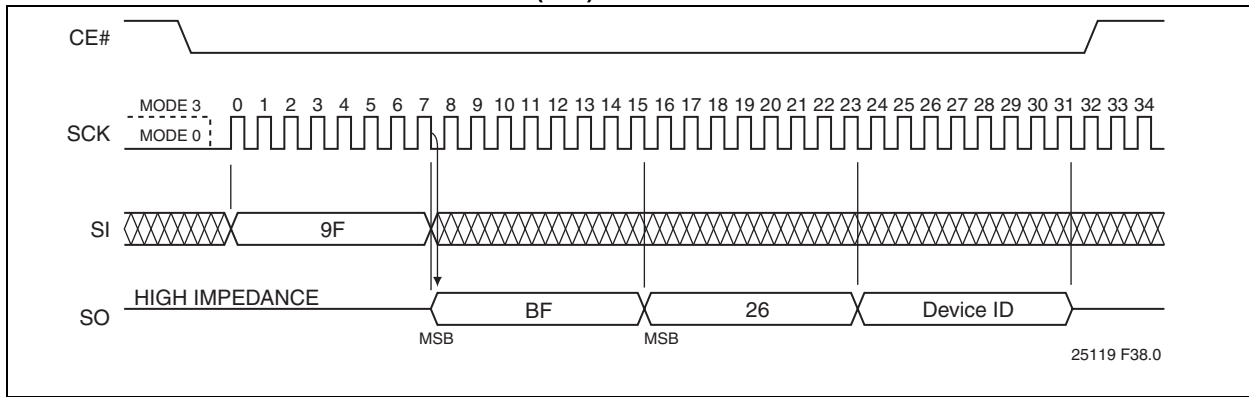 CE#
MODE 3 0 1 2 3 4 5 6 7 8 9 10 11 12 13 14 15 16 17 18 19 20 21 22 23 24 25 26 27 28 29 30 31 32 33 34
SCK MODE 0
SI 9F
HIGH IMPEDANCE
SO BF 26 Device ID
MSB MSB
25119 F38.0